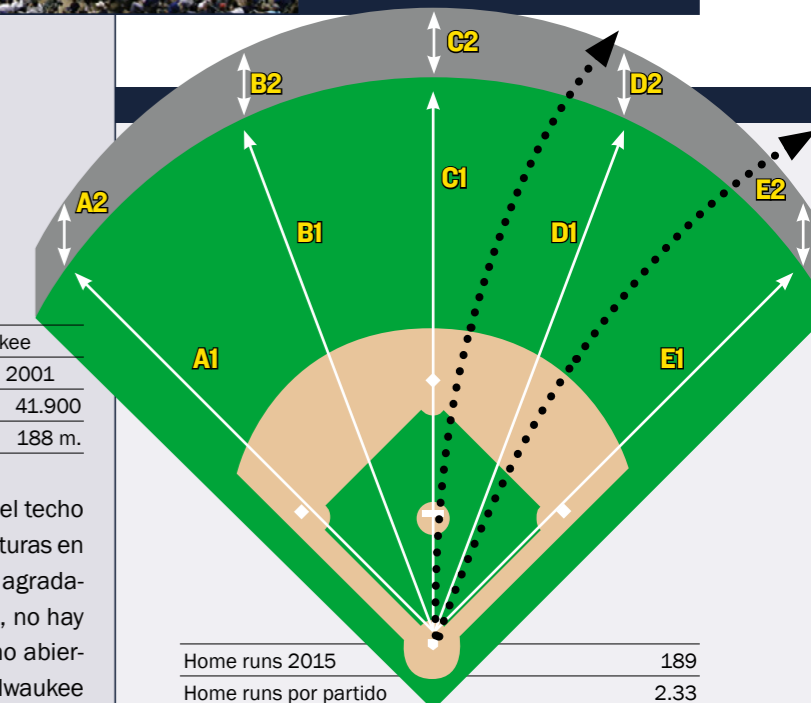 C2
B2
D2
C1
A2
E2
B1
D1
A1
E1
kee
2001
41.900
188 m.
el techo
turas en
agrada-
, no hay
no abier-
lwaukee
Home runs 2015 189
Home runs por partido 2.33